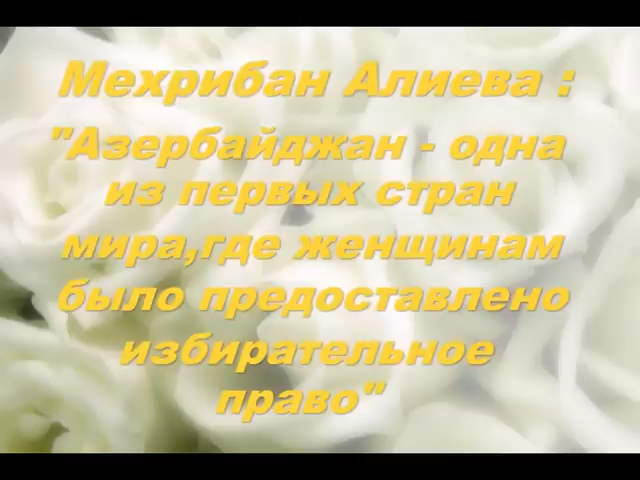 Мехрибан Алиева :
"Азербайджан - одна
из первых стран
мира,где женщинам
было предоставлено
избирательное
право"